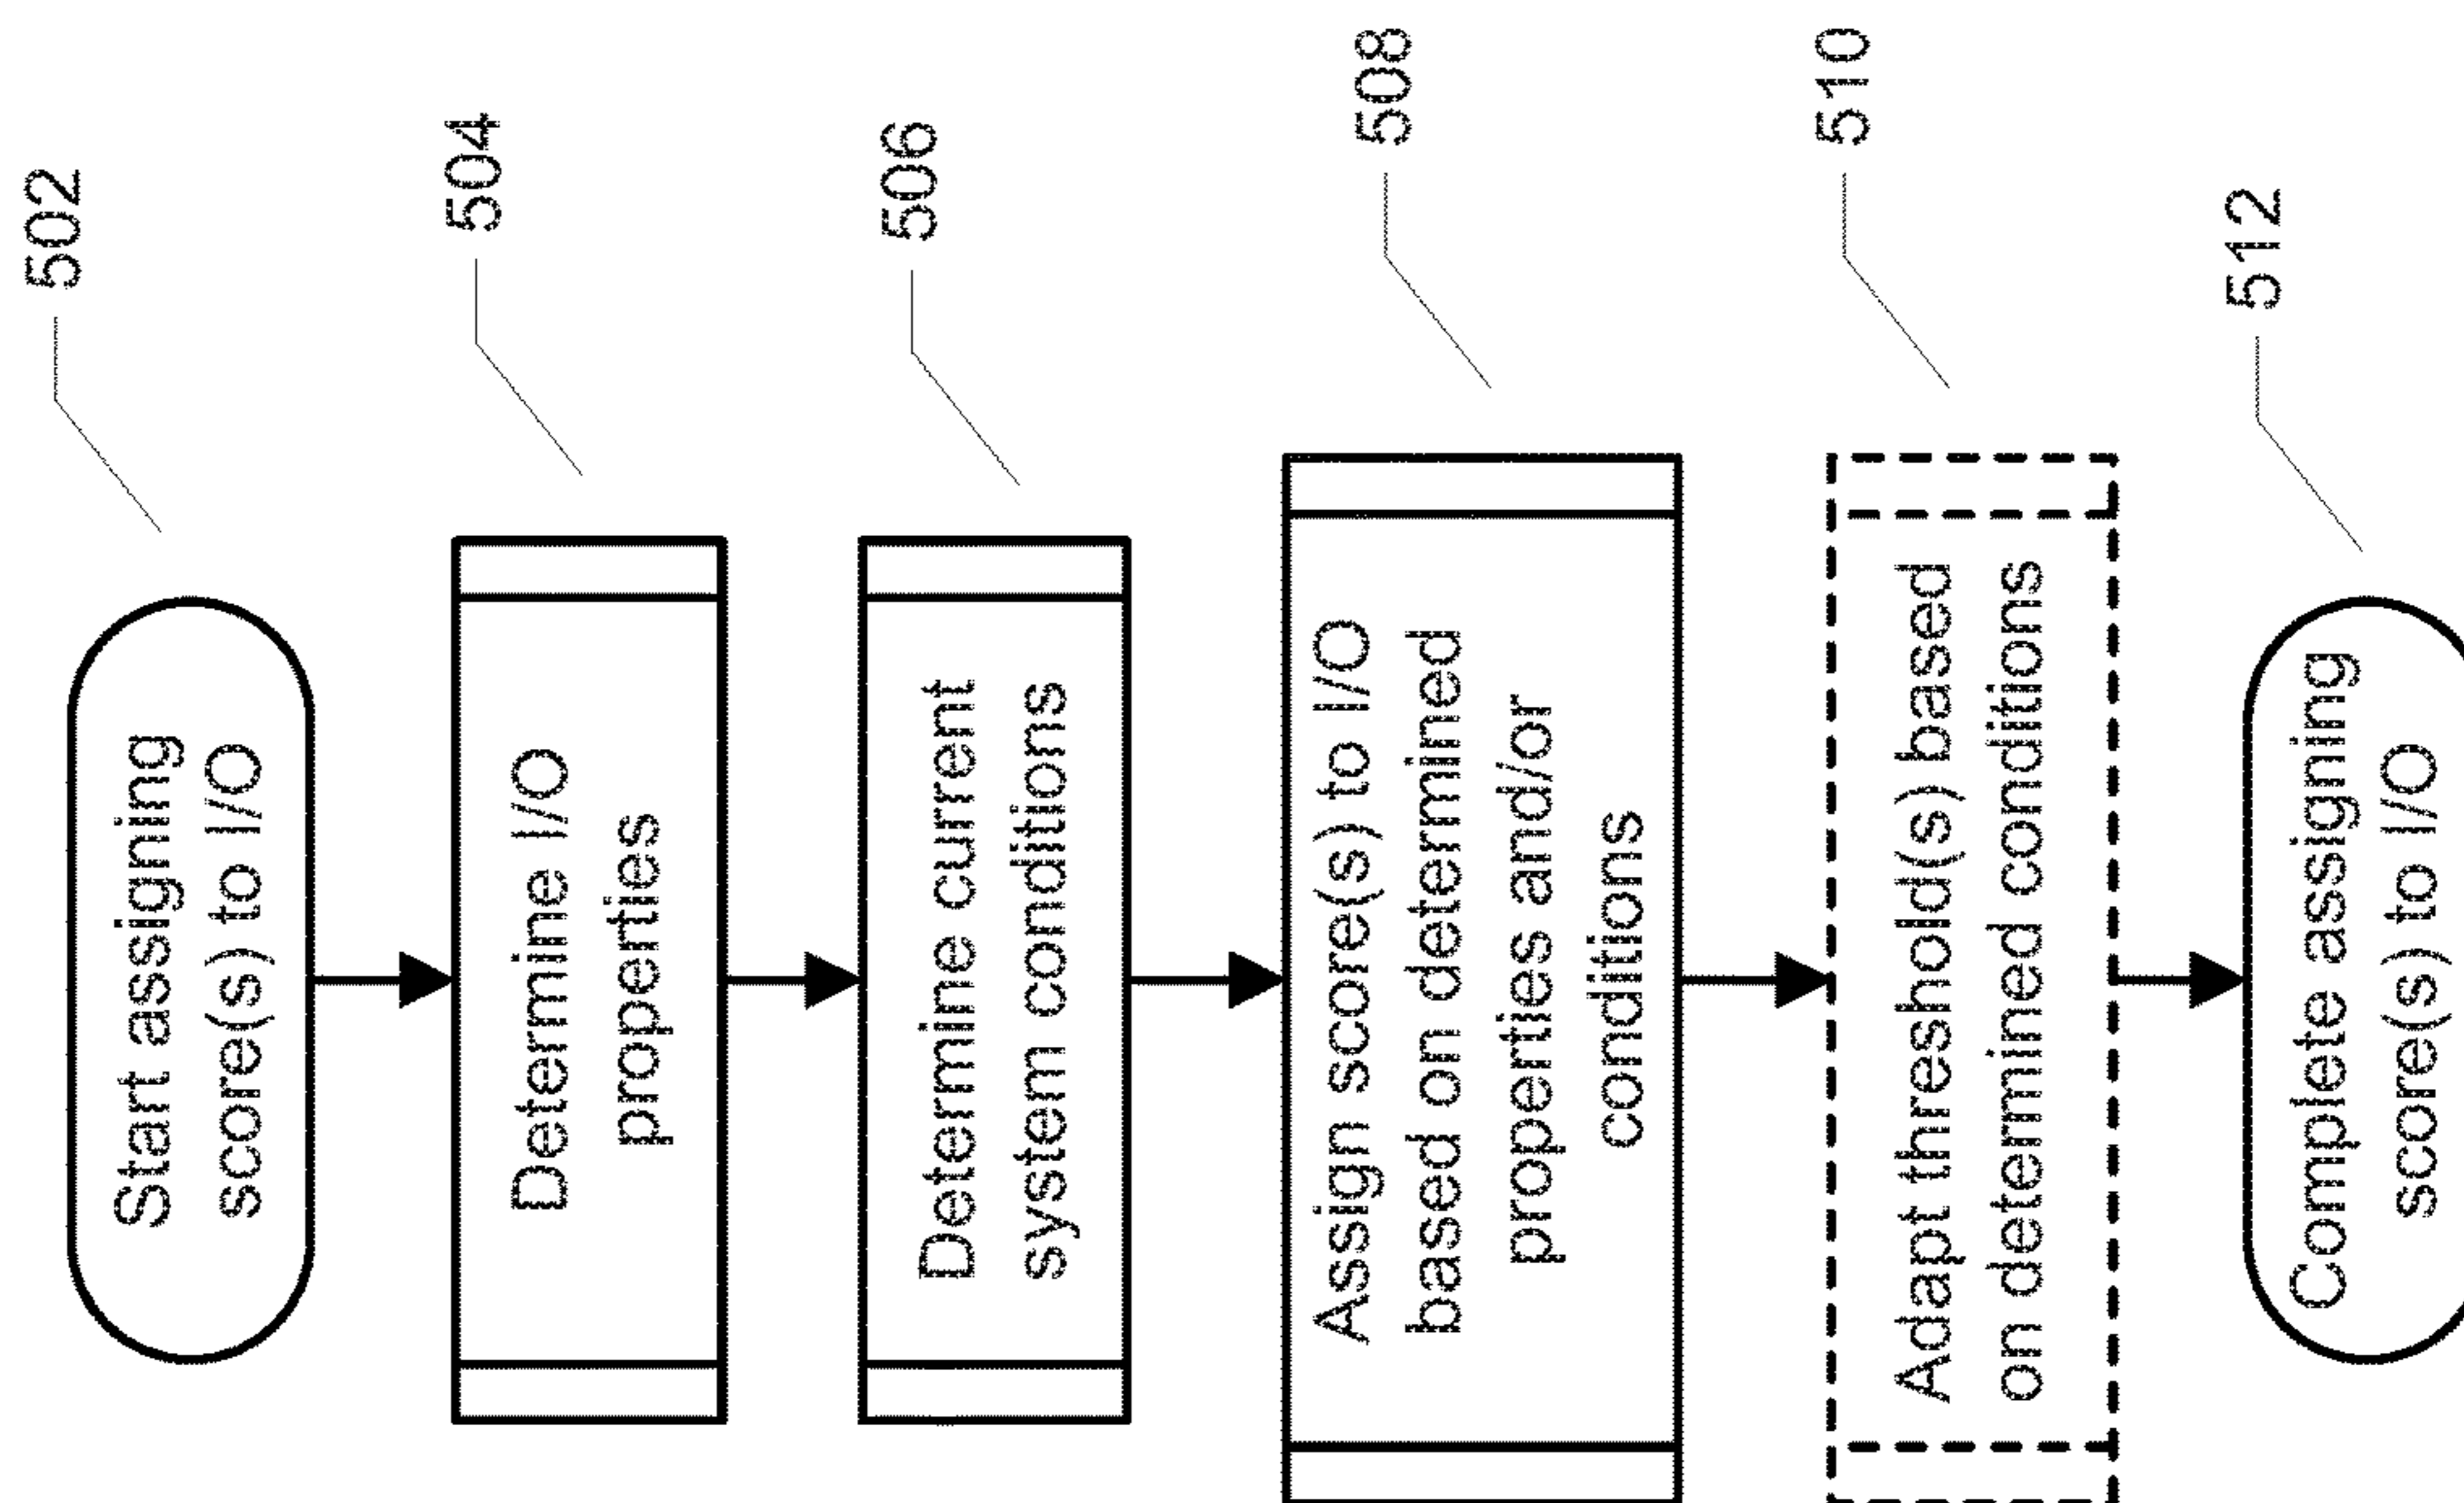 Start assigning
score(s) to I/O
502
Determine I/O
properties
504
Determine current
system conditions
506
Assign score(s) to I/O
based on determined
properties and/or
conditions
508
Adapt threshold(s) based
on determined conditions
510
Complete assigning
score(s) to I/O
512